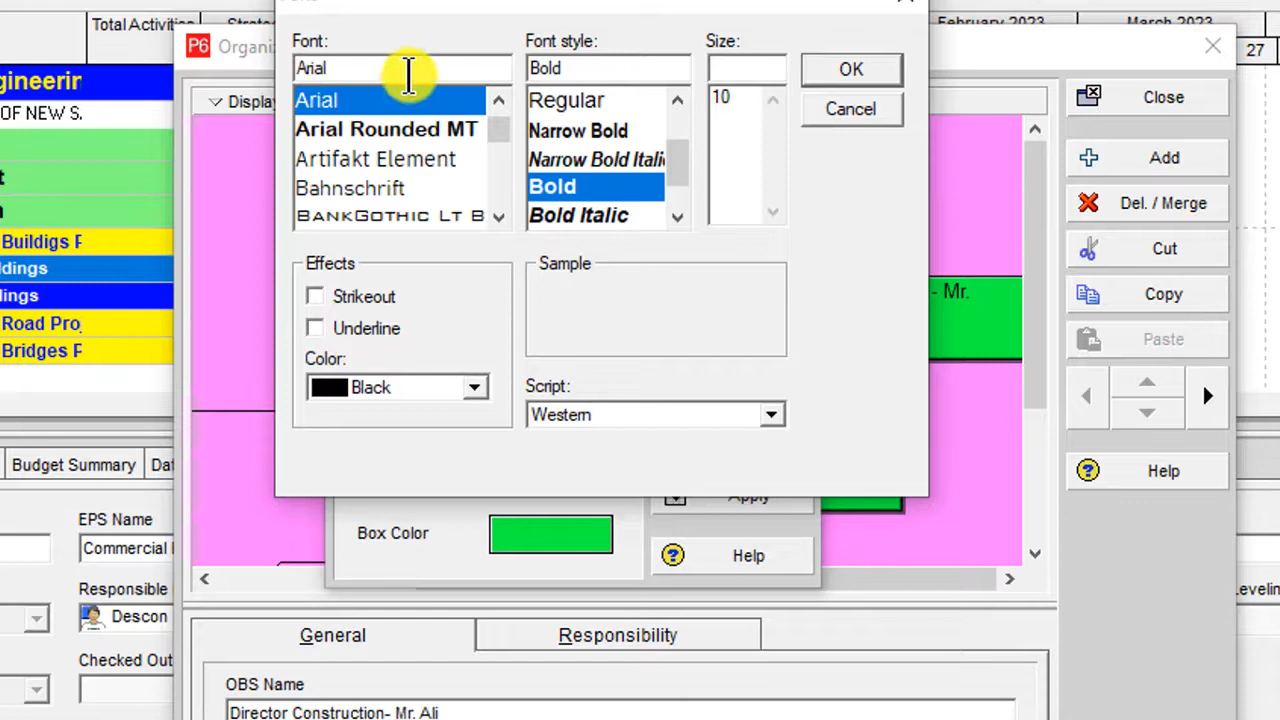 Total Activities
February 2023
March 2023
27
P6 Organiz
Display
Font:
Arial
Arial
Arial Rounded MT
Artifakt Element
Bahnschrift
BankGothic Lt B
Font style:
Bold
Regular
Narrow Bold
Narrow Bold Itali
Bold
Bold Italic
Size:
10
OK
Cancel
Effects
Strikeout
Underline
Color:
Black
Sample
Script:
Western
Close
Add
Del. / Merge
Cut
Copy
Paste
Help
- Mr.
OF NEW S.
Buildigs P
ldings
Road Pro
Bridges P
Budget Summary
EPS Name
Commercial
Responsible
Descon
Checked Out
Box Color
Apply
Help
General
Responsibility
OBS Name
Director Construction- Mr. Ali